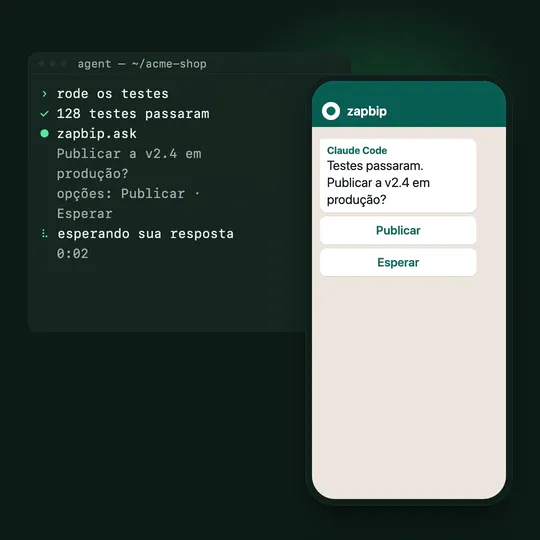 agent — ~/acme-shop
› rode os testes
✓ 128 testes passaram
● zapbip.ask
Publicar a v2.4 em
produção?
opções: Publicar ·
Esperar
esperando sua resposta
0:02
zapbip
Claude Code
Testes passaram.
Publicar a v2.4 em
produção?
Publicar
Esperar